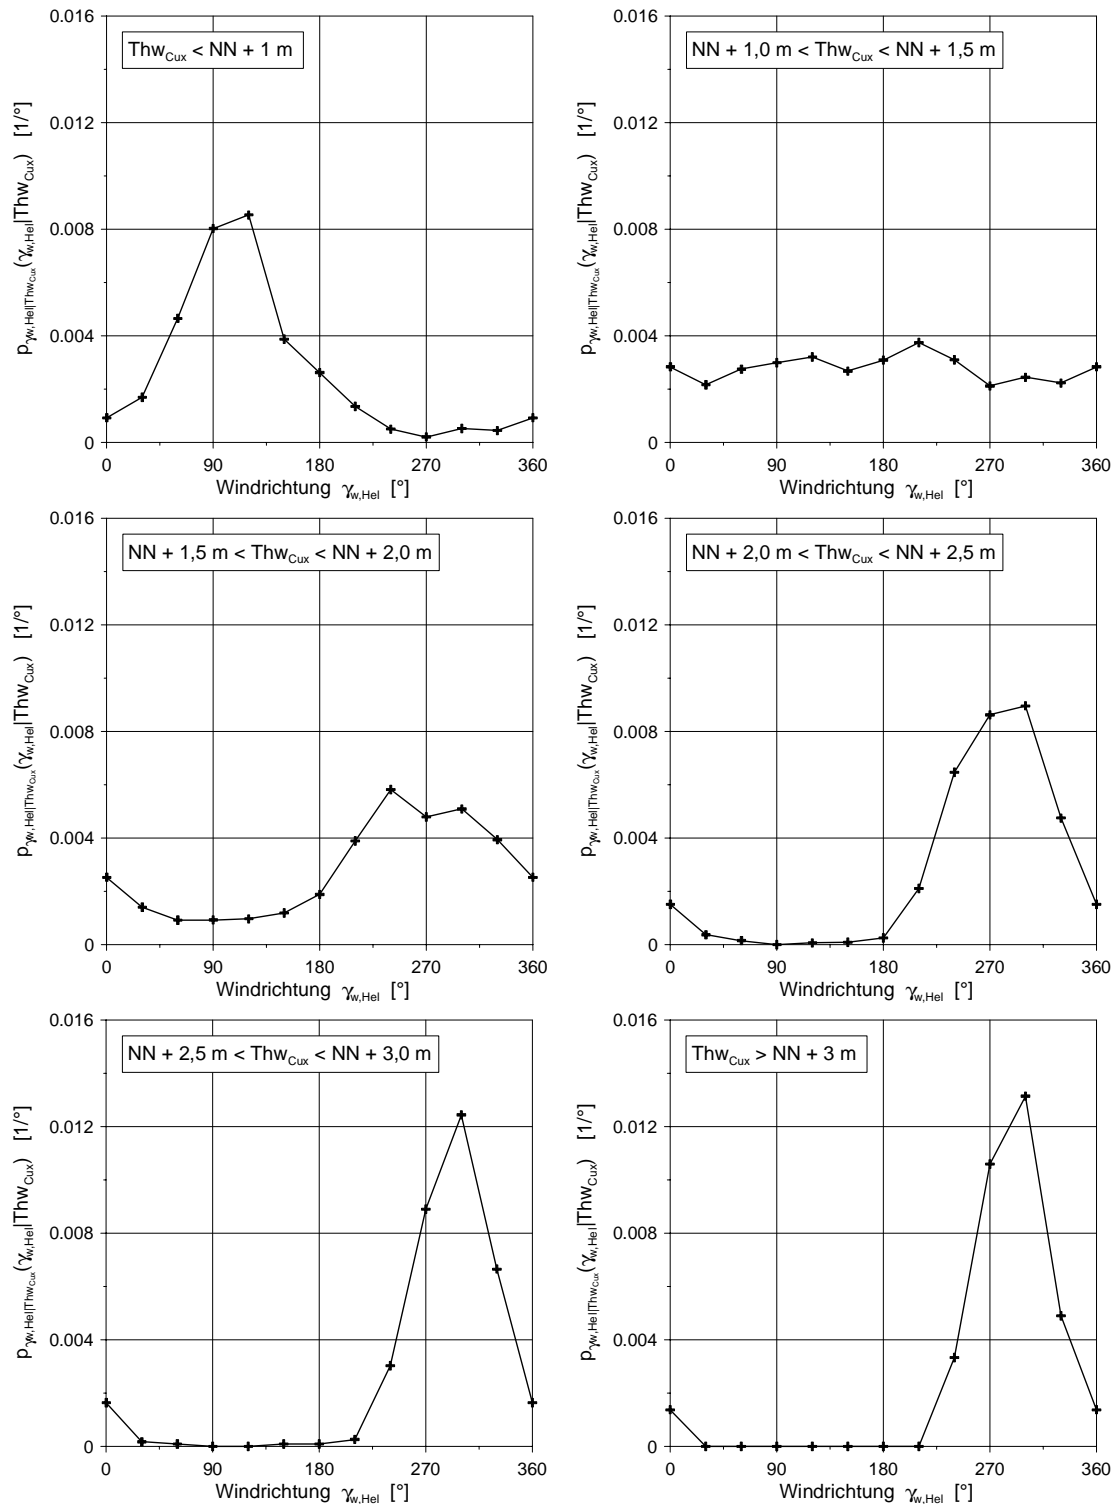 Thw_Cux < NN + 1 m
p_γw,Hel|Thw_Cux (γ_w,Hel|Thw_Cux) [1/°]
0.016
0.012
0.008
0.004
0
0 90 180 270 360
Windrichtung γ_w,Hel [°]
NN + 1,0 m < Thw_Cux < NN + 1,5 m
p_γw,Hel|Thw_Cux (γ_w,Hel|Thw_Cux) [1/°]
0.016
0.012
0.008
0.004
0
0 90 180 270 360
Windrichtung γ_w,Hel [°]
NN + 1,5 m < Thw_Cux < NN + 2,0 m
p_γw,Hel|Thw_Cux (γ_w,Hel|Thw_Cux) [1/°]
0.016
0.012
0.008
0.004
0
0 90 180 270 360
Windrichtung γ_w,Hel [°]
NN + 2,0 m < Thw_Cux < NN + 2,5 m
p_γw,Hel|Thw_Cux (γ_w,Hel|Thw_Cux) [1/°]
0.016
0.012
0.008
0.004
0
0 90 180 270 360
Windrichtung γ_w,Hel [°]
NN + 2,5 m < Thw_Cux < NN + 3,0 m
p_γw,Hel|Thw_Cux (γ_w,Hel|Thw_Cux) [1/°]
0.016
0.012
0.008
0.004
0
0 90 180 270 360
Windrichtung γ_w,Hel [°]
Thw_Cux > NN + 3 m
p_γw,Hel|Thw_Cux (γ_w,Hel|Thw_Cux) [1/°]
0.016
0.012
0.008
0.004
0
0 90 180 270 360
Windrichtung γ_w,Hel [°]